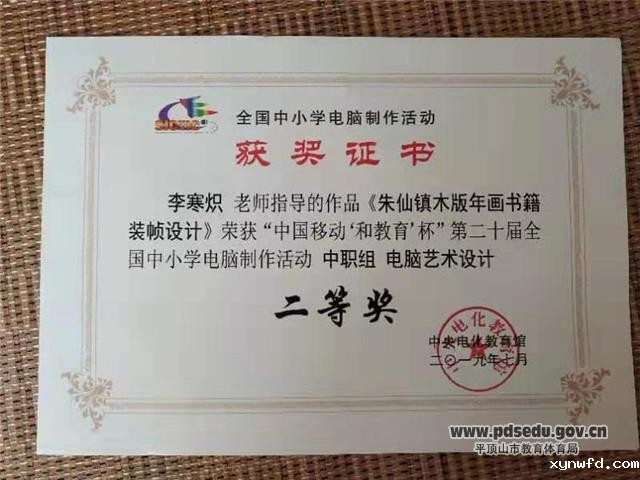 全国中小学电脑制作活动
获奖证书
李寒炽 老师指导的作品《朱仙镇木版年画书籍
装帧设计》荣获“中国移动‘和教育’杯”第二十届全
国中小学电脑制作活动 中职组 电脑艺术设计
二等奖
中央电化教育馆
二〇一九年七月
www.pdsedu.gov.cn
平顶山市教育体育局
xynwfd.com